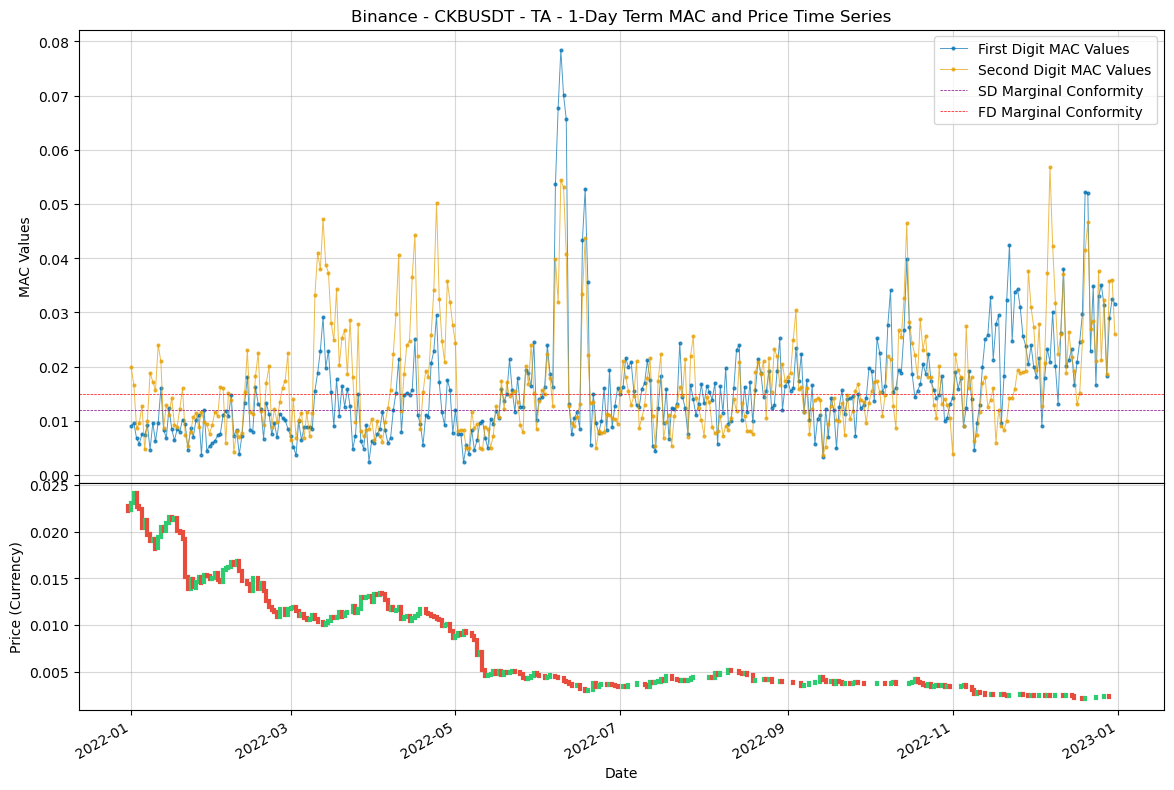 Binance - CKBUSDT - TA - 1-Day Term MAC and Price Time Series
First Digit MAC Values
Second Digit MAC Values
SD Marginal Conformity
FD Marginal Conformity
MAC Values
0.08
0.07
0.06
0.05
0.04
0.03
0.02
0.01
0.00
Price (Currency)
0.025
0.020
0.015
0.010
0.005
2022-01
2022-03
2022-05
2022-07
2022-09
2022-11
2023-01
Date